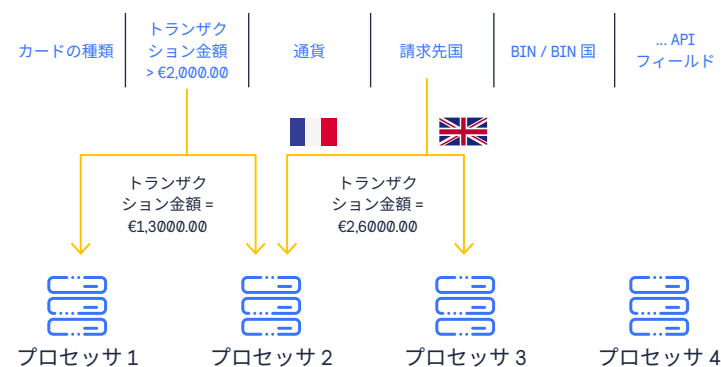 カードの種類
トランザク
ション金額
> €2,000.00
通貨
請求先国
BIN / BIN 国
... API
フィールド
トランザク
ション金額 =
€1,3000.00
トランザク
ション金額 =
€2,6000.00
プロセッサ 1
プロセッサ 2
プロセッサ 3
プロセッサ 4